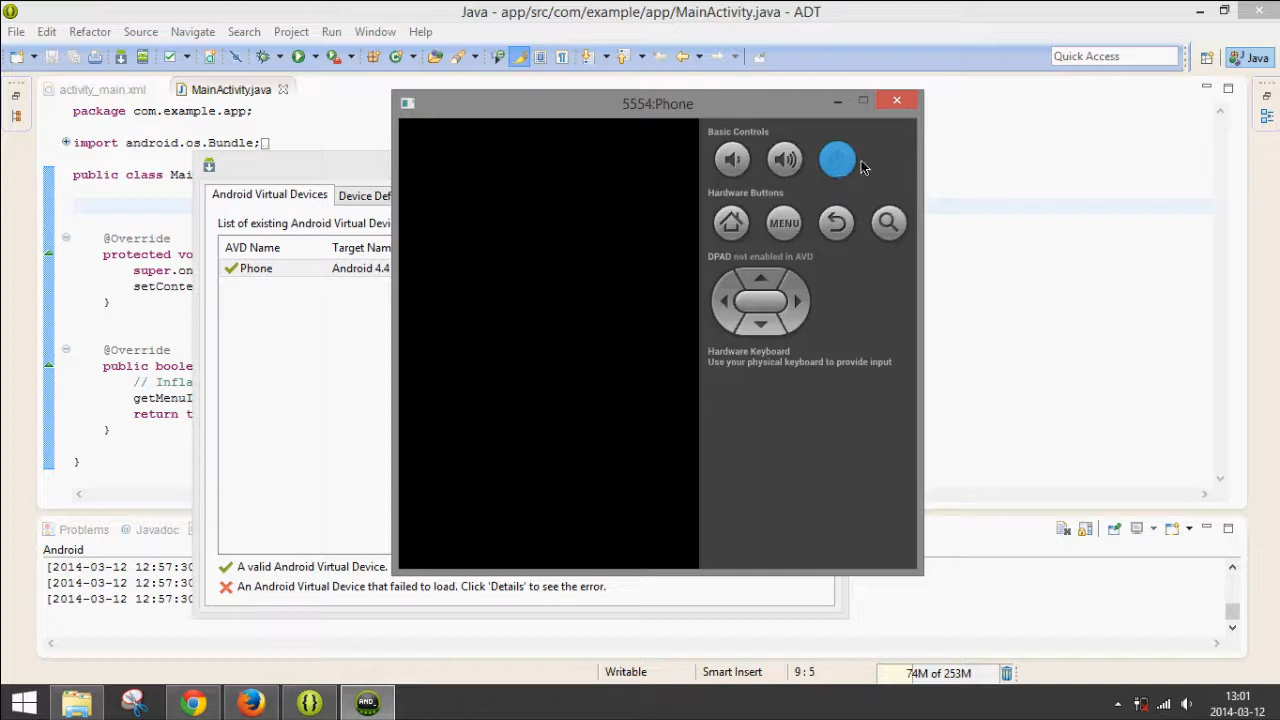 Java - app/src/com/example/app/MainActivity.java - ADT
File Edit Refactor Source Navigate Search Project Run Window Help
Quick Access
Java
activity_main.xml
MainActivity.java
package com.example.app;
import android.os.Bundle;
public class Mai
@Override
protected vo
super.on
setConte
}
@Override
public boole
// Infla
getMenuI
return t
}
}
Android Virtual Devices
Device Def
List of existing Android Virtual Devi
AVD Name
Target Nam
Phone
Android 4.4
A valid Android Virtual Device.
An Android Virtual Device that failed to load. Click 'Details' to see the error.
5554:Phone
Basic Controls
Hardware Buttons
MENU
DPAD not enabled in AVD
Hardware Keyboard
Use your physical keyboard to provide input
Problems
@ Javadoc
Android
[2014-03-12 12:57:30
[2014-03-12 12:57:30
[2014-03-12 12:57:30
Writable
Smart Insert
9 : 5
74M of 253M
AND_
13:01
2014-03-12